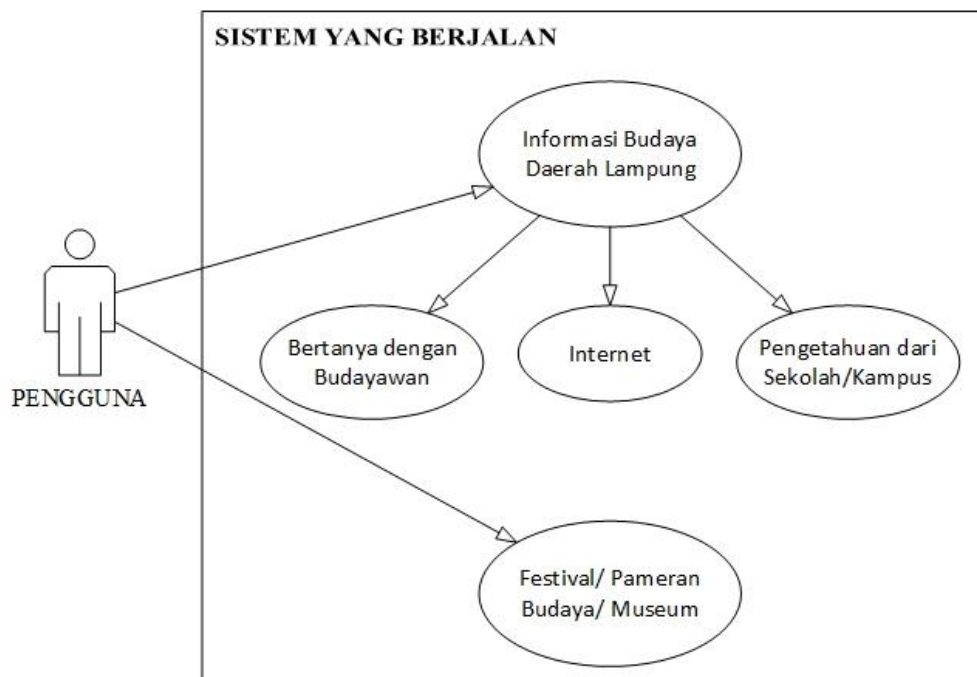 SISTEM YANG BERJALAN
Informasi Budaya
Daerah Lampung
Bertanya dengan
Budayawan
Internet
Pengetahuan dari
Sekolah/Kampus
PENGGUNA
Festival/ Pameran
Budaya/ Museum